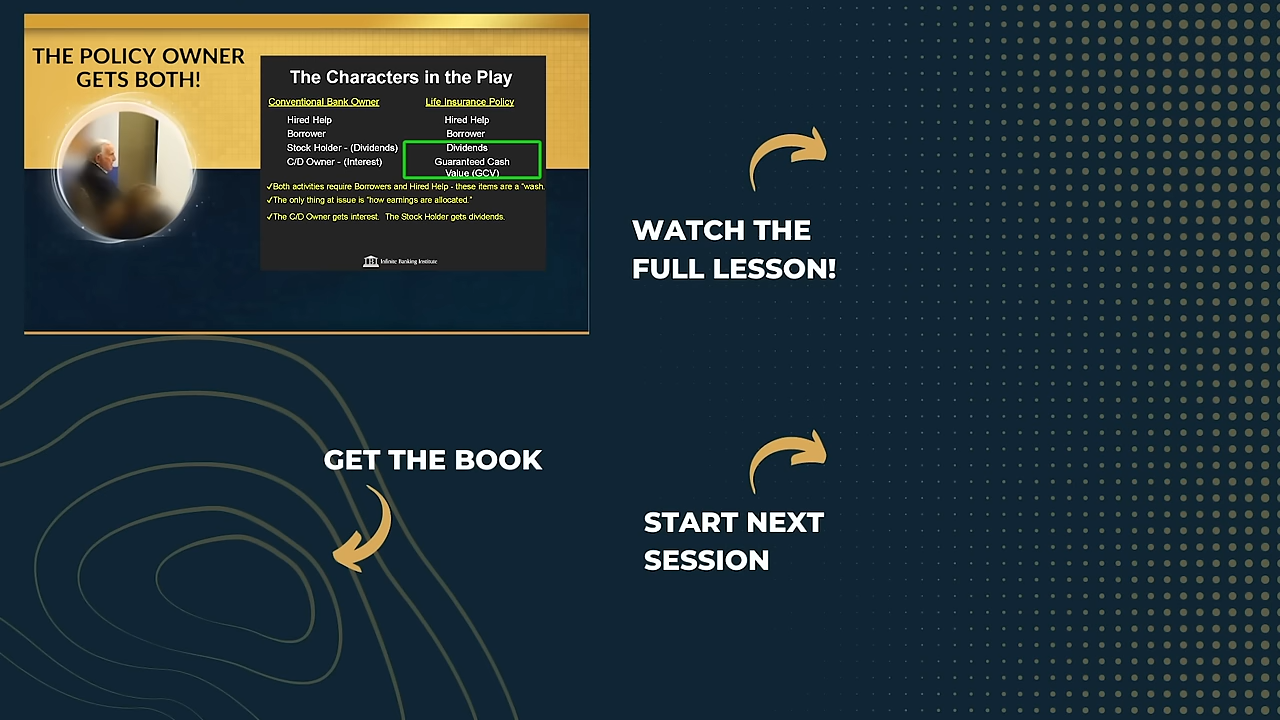 THE POLICY OWNER
GETS BOTH!
The Characters in the Play
Conventional Bank Owner
Hired Help
Borrower
Stock Holder - (Dividends)
C/D Owner - (Interest)
Life Insurance Policy
Hired Help
Borrower
Dividends
Guaranteed Cash
Value (GCV)
✓Both activities require Borrowers and Hired Help - these items are a "wash.
✓The only thing at issue is "how earnings are allocated."
✓The C/D Owner gets interest. The Stock Holder gets dividends.
Infinite Banking Institute
WATCH THE
FULL LESSON!
GET THE BOOK
START NEXT
SESSION